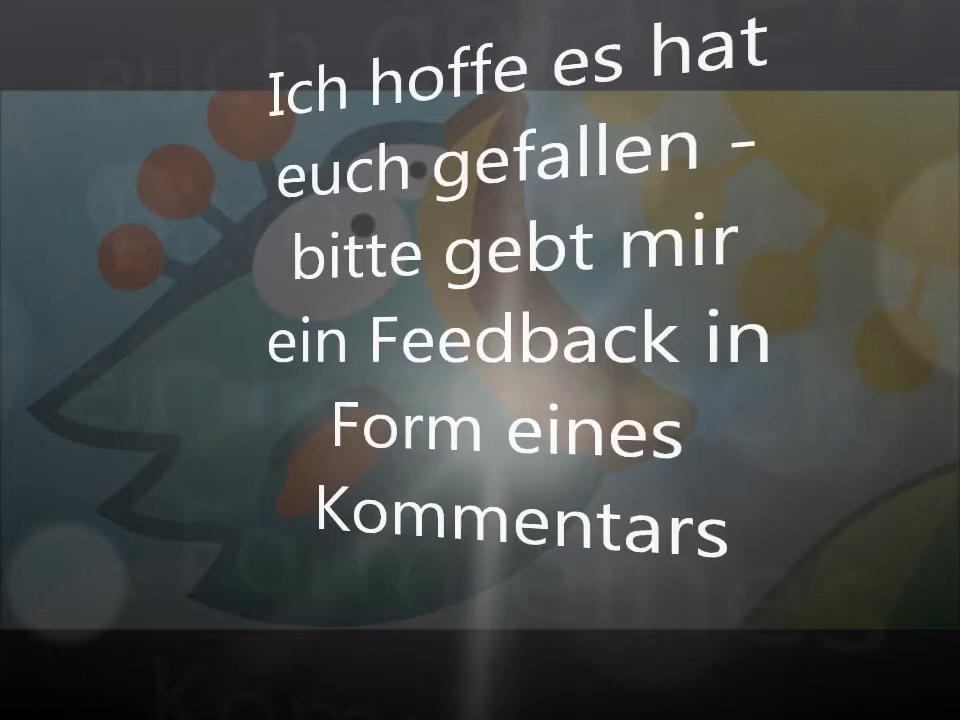 Ich hoffe es hat
euch gefallen -
bitte gebt mir
ein Feedback in
Form eines
Kommentars